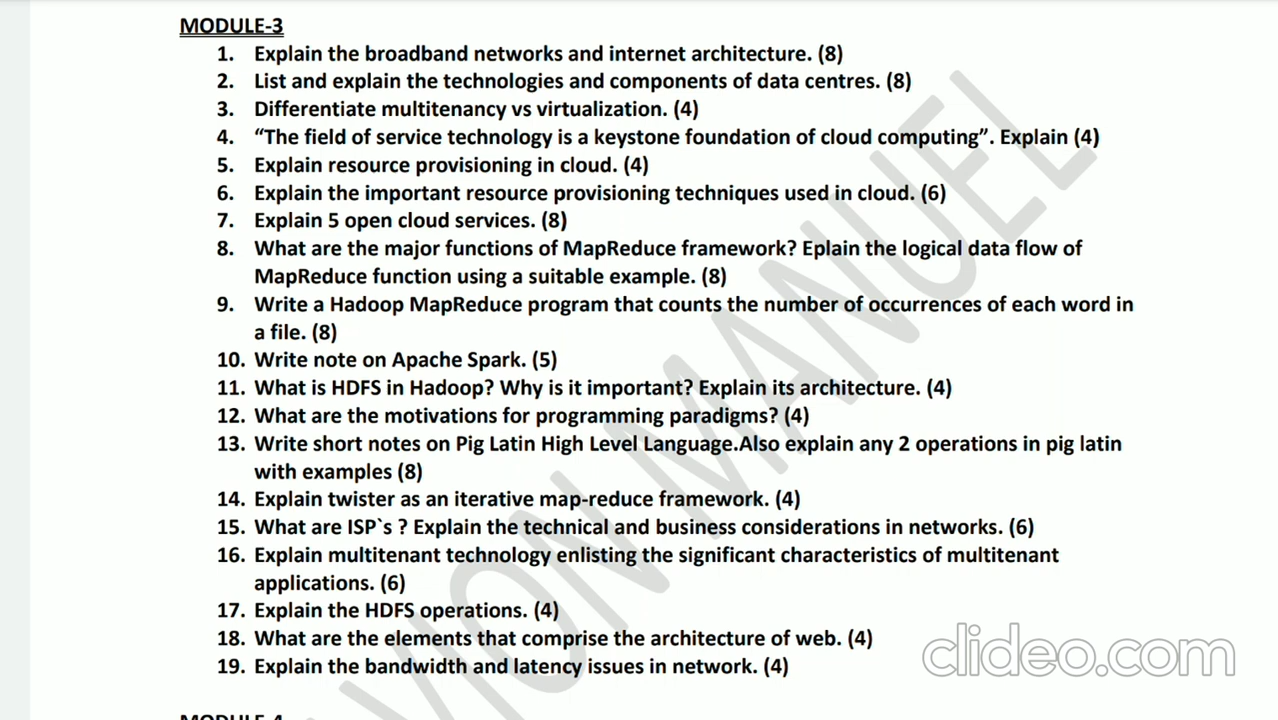 MODULE-3
1. Explain the broadband networks and internet architecture. (8)
2. List and explain the technologies and components of data centres. (8)
3. Differentiate multitenancy vs virtualization. (4)
4. “The field of service technology is a keystone foundation of cloud computing”. Explain (4)
5. Explain resource provisioning in cloud. (4)
6. Explain the important resource provisioning techniques used in cloud. (6)
7. Explain 5 open cloud services. (8)
8. What are the major functions of MapReduce framework? Eplain the logical data flow of
MapReduce function using a suitable example. (8)
9. Write a Hadoop MapReduce program that counts the number of occurrences of each word in
a file. (8)
10. Write note on Apache Spark. (5)
11. What is HDFS in Hadoop? Why is it important? Explain its architecture. (4)
12. What are the motivations for programming paradigms? (4)
13. Write short notes on Pig Latin High Level Language.Also explain any 2 operations in pig latin
with examples (8)
14. Explain twister as an iterative map-reduce framework. (4)
15. What are ISP`s ? Explain the technical and business considerations in networks. (6)
16. Explain multitenant technology enlisting the significant characteristics of multitenant
applications. (6)
17. Explain the HDFS operations. (4)
18. What are the elements that comprise the architecture of web. (4)
19. Explain the bandwidth and latency issues in network. (4)
VION MANUEL
clideo.com
MODULE-4